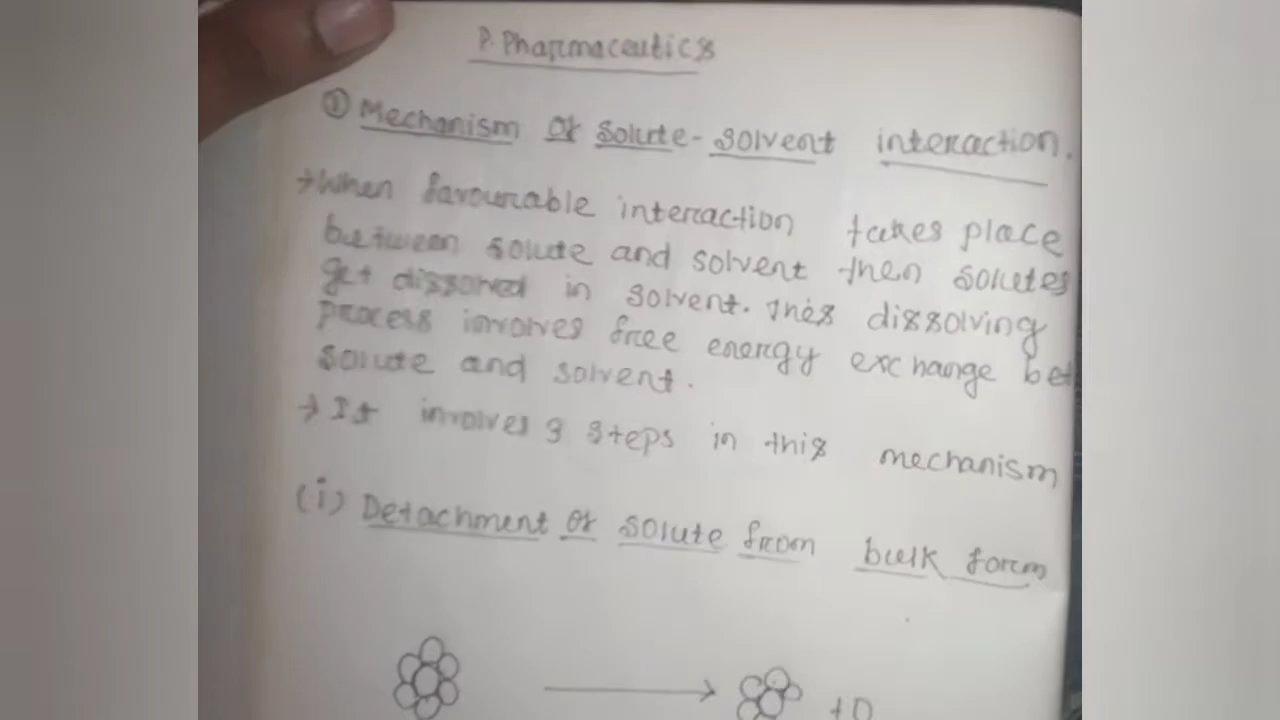 P. Pharmaceutics
① Mechanism of solute-solvent interaction.
→ When favourable interaction takes place
between solute and solvent then solutes
get dissolved in solvent. This dissolving
process involves free energy exchange bet
solute and solvent.
→ It involves 3 steps in this mechanism
(i) Detachment of solute from bulk form
+O